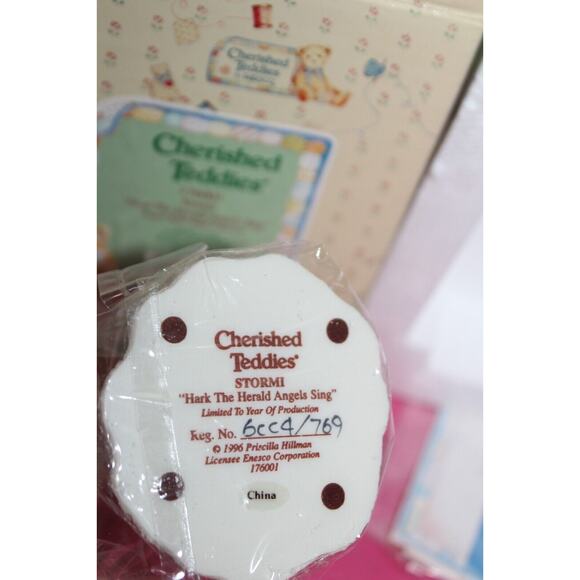 Cherished
Teddies
Cherished
Teddies®
Cherished
Teddies®
STORMI
"Hark The Herald Angels Sing"
Limited To Year Of Production
Reg. No. 6CC4/769
© 1996 Priscilla Hillman
Licensee Enesco Corporation
176001
China